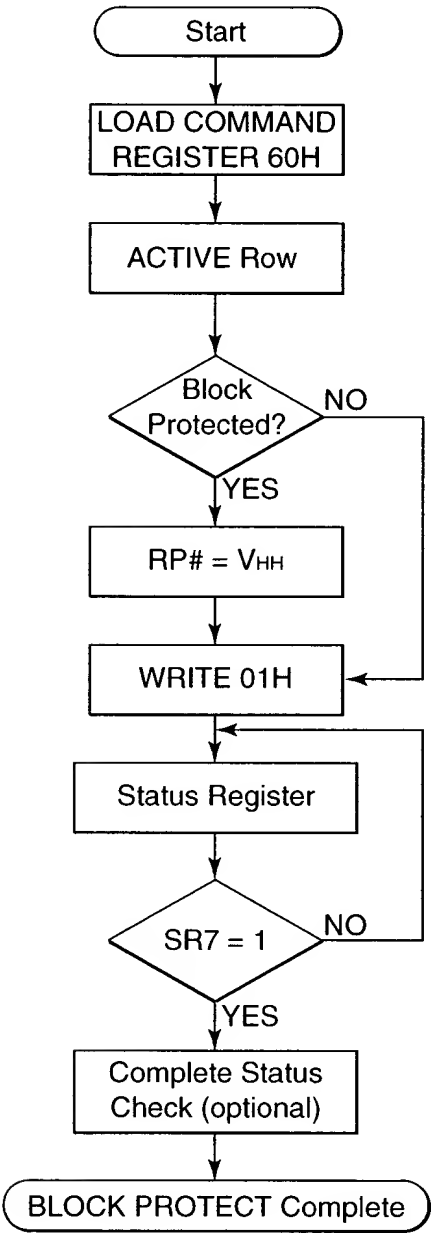 Start
LOAD COMMAND
REGISTER 60H
ACTIVE Row
Block
Protected?
NO
YES
RP# = VHH
WRITE 01H
Status Register
SR7 = 1
NO
YES
Complete Status
Check (optional)
BLOCK PROTECT Complete